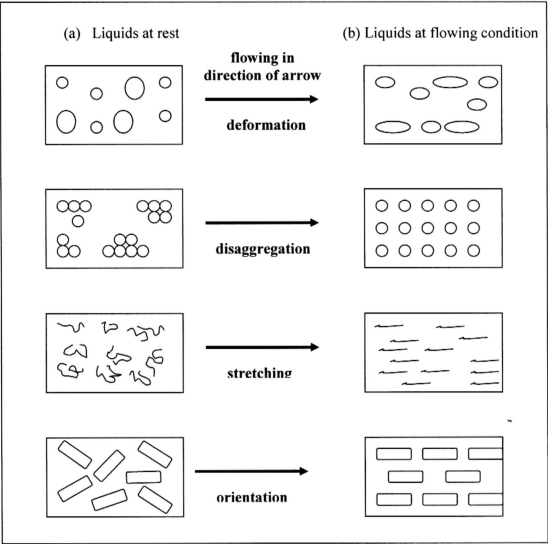 (a) Liquids at rest
(b) Liquids at flowing condition
flowing in
direction of arrow
deformation
disaggregation
stretching
orientation